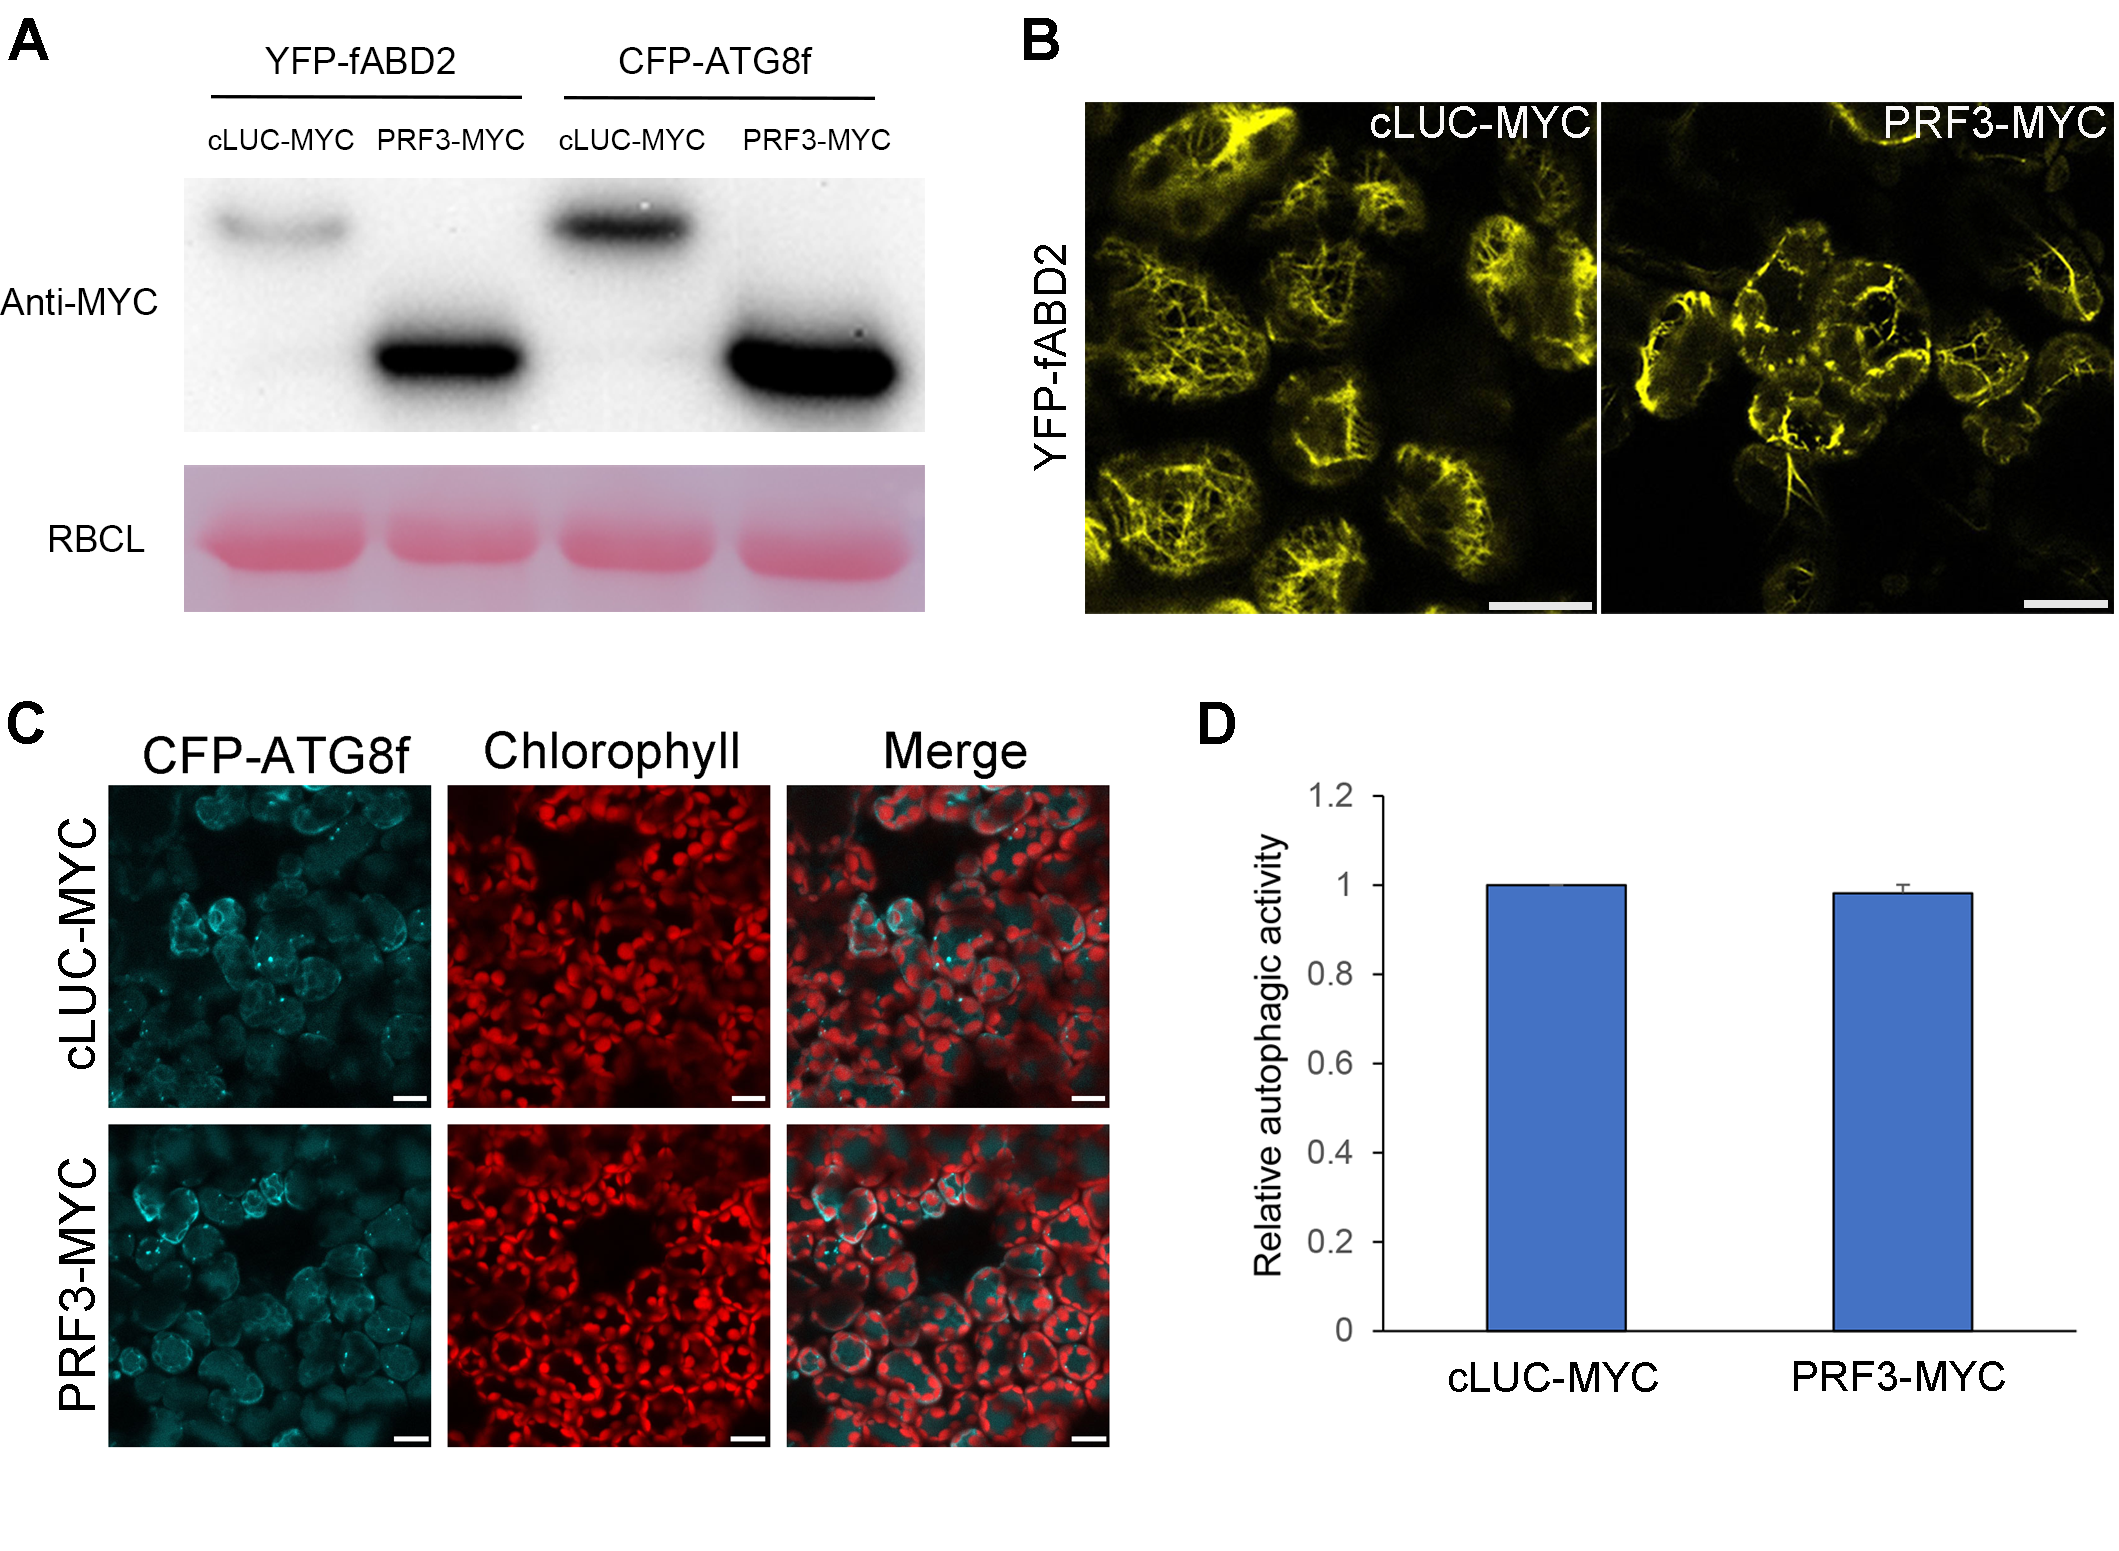 A
YFP-fABD2
CFP-ATG8f
cLUC-MYC
PRF3-MYC
cLUC-MYC
PRF3-MYC
Anti-MYC
RBCL
B
YFP-fABD2
cLUC-MYC
PRF3-MYC
C
CFP-ATG8f
Chlorophyll
Merge
cLUC-MYC
PRF3-MYC
D
Relative autophagic activity
1.2
1
0.8
0.6
0.4
0.2
0
cLUC-MYC
PRF3-MYC